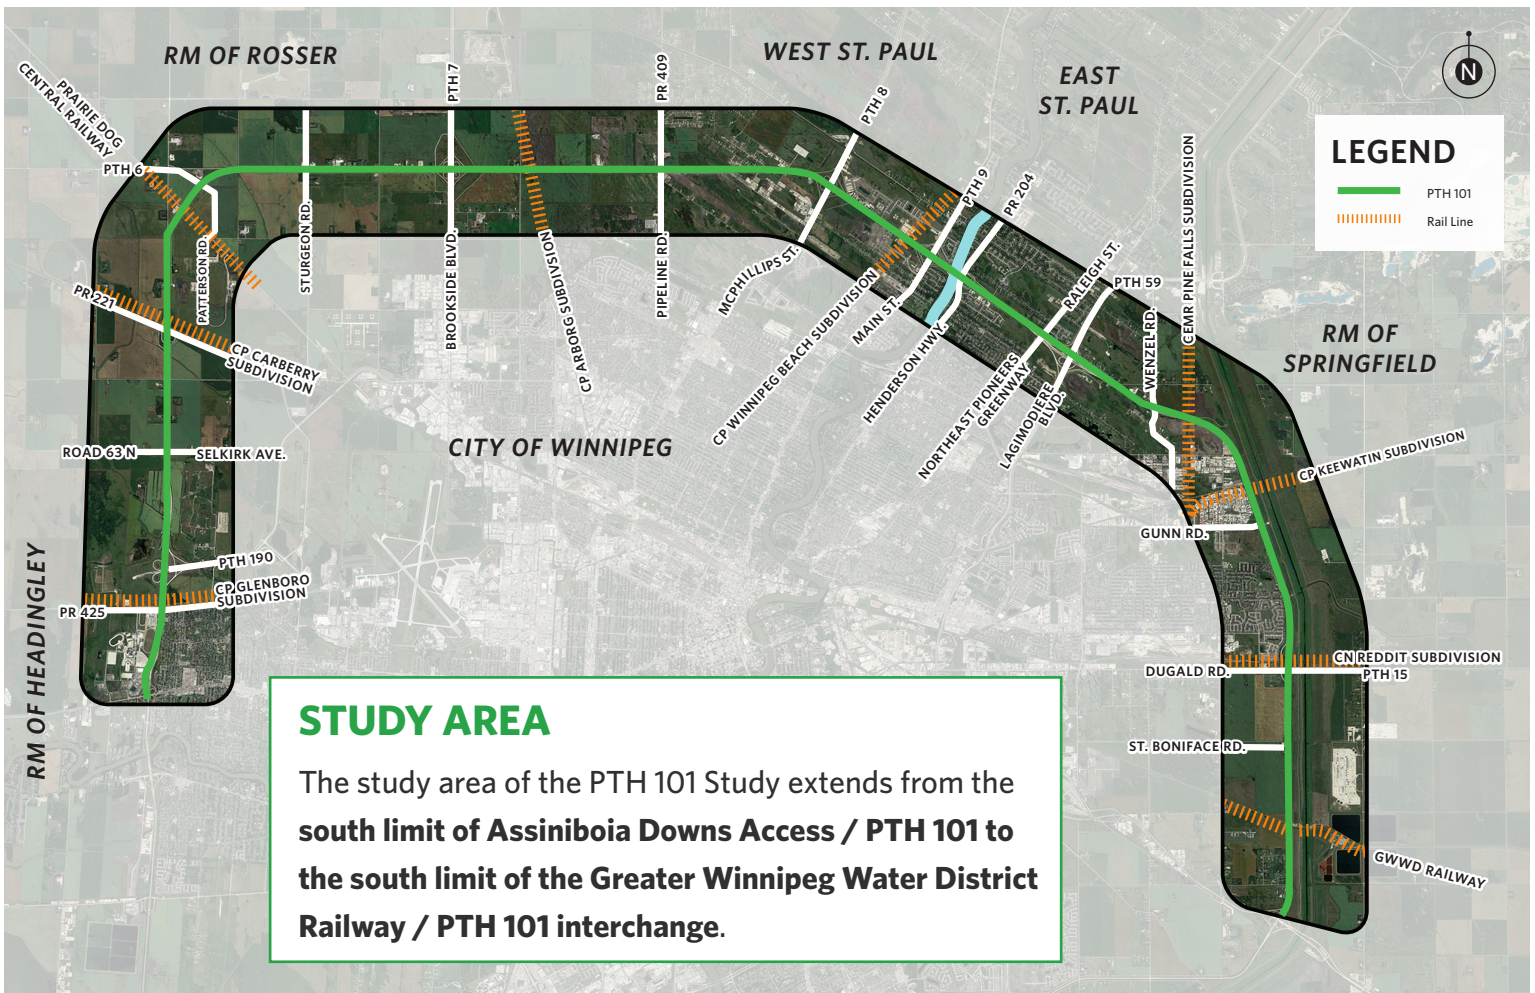 RM OF ROSSER
WEST ST. PAUL
EAST
ST. PAUL
N
LEGEND
PTH 101
Rail Line
PRAIRIE DOG
CENTRAL RAILWAY
PTH 6
PATTERSON RD.
STURGEON RD.
PTH 7
BROOKSIDE BLVD.
CP ARBORG SUBDIVISION
PR 409
PIPELINE RD.
PTH 8
MCPHILLIPS ST.
CP WINNIPEG BEACH SUBDIVISION
PTH 9
MAIN ST.
PR 204
HENDERSON HWY.
RALEIGH ST.
NORTHEAST PIONEERS
GREENWAY
PTH 59
LAGIMODIERE
BLVD.
WENZEL RD.
CEMR PINE FALLS SUBDIVISION
RM OF
SPRINGFIELD
PR 221
CP CARBERRY
SUBDIVISION
CITY OF WINNIPEG
ROAD 63 N
SELKIRK AVE.
CP KEEWATIN SUBDIVISION
GUNN RD.
PTH 190
CP GLENBORO
SUBDIVISION
PR 425
RM OF HEADINGLEY
CN REDDIT SUBDIVISION
DUGALD RD.
PTH 15
ST. BONIFACE RD.
GWWD RAILWAY
STUDY AREA
The study area of the PTH 101 Study extends from the
south limit of Assiniboia Downs Access / PTH 101 to
the south limit of the Greater Winnipeg Water District
Railway / PTH 101 interchange.